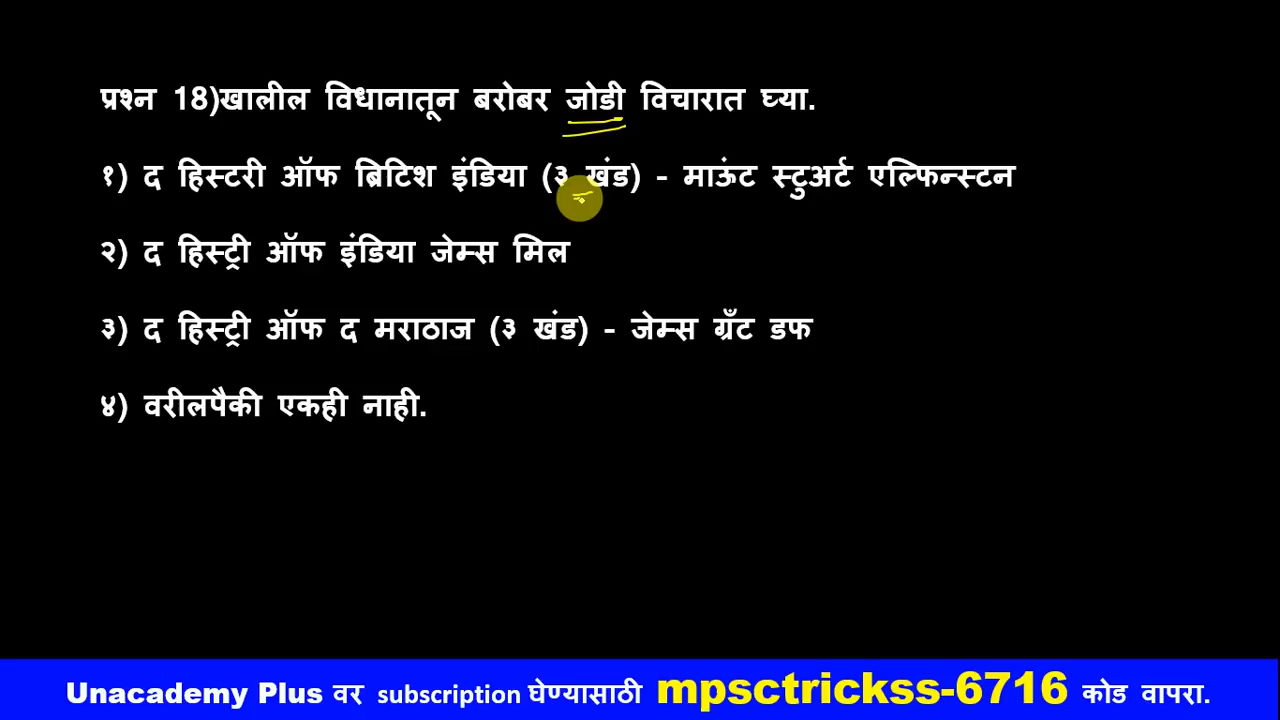 प्रश्न 18)खालील विधानातून बरोबर जोडी विचारात घ्या.
१) द हिस्टरी ऑफ ब्रिटिश इंडिया (३ खंड) - माऊंट स्टुअर्ट एल्फिन्स्टन
२) द हिस्ट्री ऑफ इंडिया जेम्स मिल
३) द हिस्ट्री ऑफ द मराठाज (३ खंड) - जेम्स ग्रँट डफ
४) वरीलपैकी एकही नाही.
Unacademy Plus वर subscription घेण्यासाठी mpsctrickss-6716 कोड वापरा.